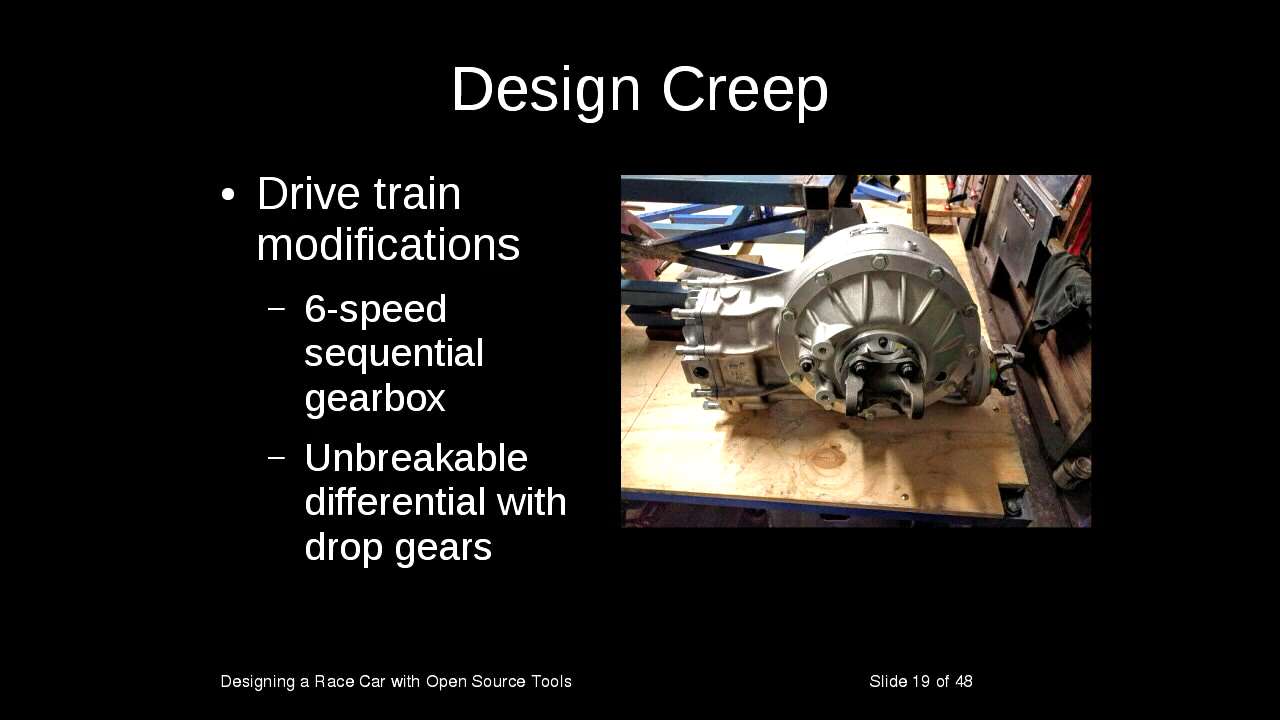 Design Creep
● Drive train
modifications
– 6-speed
sequential
gearbox
– Unbreakable
differential with
drop gears
Designing a Race Car with Open Source Tools
Slide 19 of 48